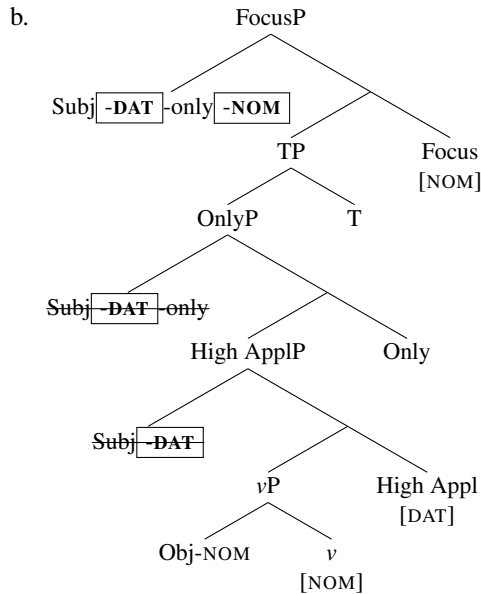 b.
FocusP
Subj -DAT -only -NOM
TP Focus
[NOM]
OnlyP T
Subj -DAT -only
High ApplP Only
Subj -DAT
vP High Appl
[DAT]
Obj-NOM v
[NOM]